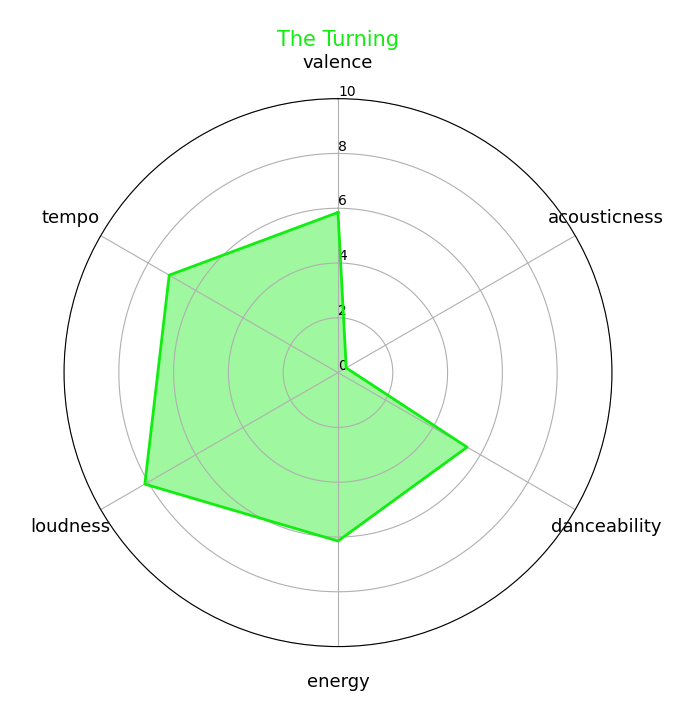 The Turning
valence
10
8
6
4
2
0
tempo
acousticness
loudness
danceability
energy